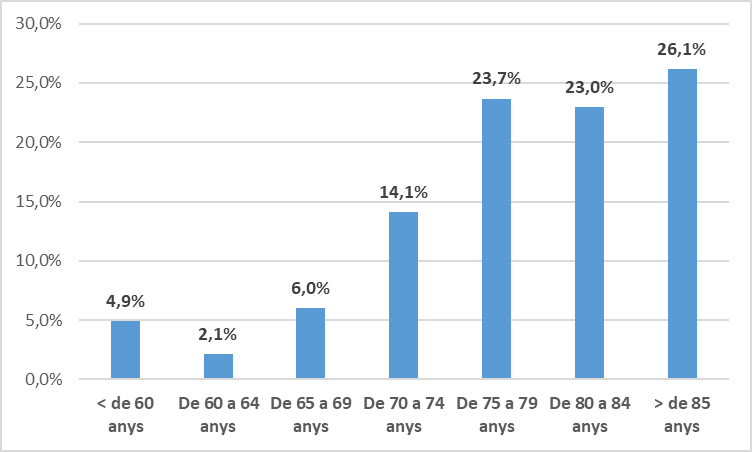 30,0%
25,0%
20,0%
15,0%
10,0%
5,0%
0,0%
4,9%
2,1%
6,0%
14,1%
23,7%
23,0%
26,1%
< de 60 anys
De 60 a 64 anys
De 65 a 69 anys
De 70 a 74 anys
De 75 a 79 anys
De 80 a 84 anys
> de 85 anys